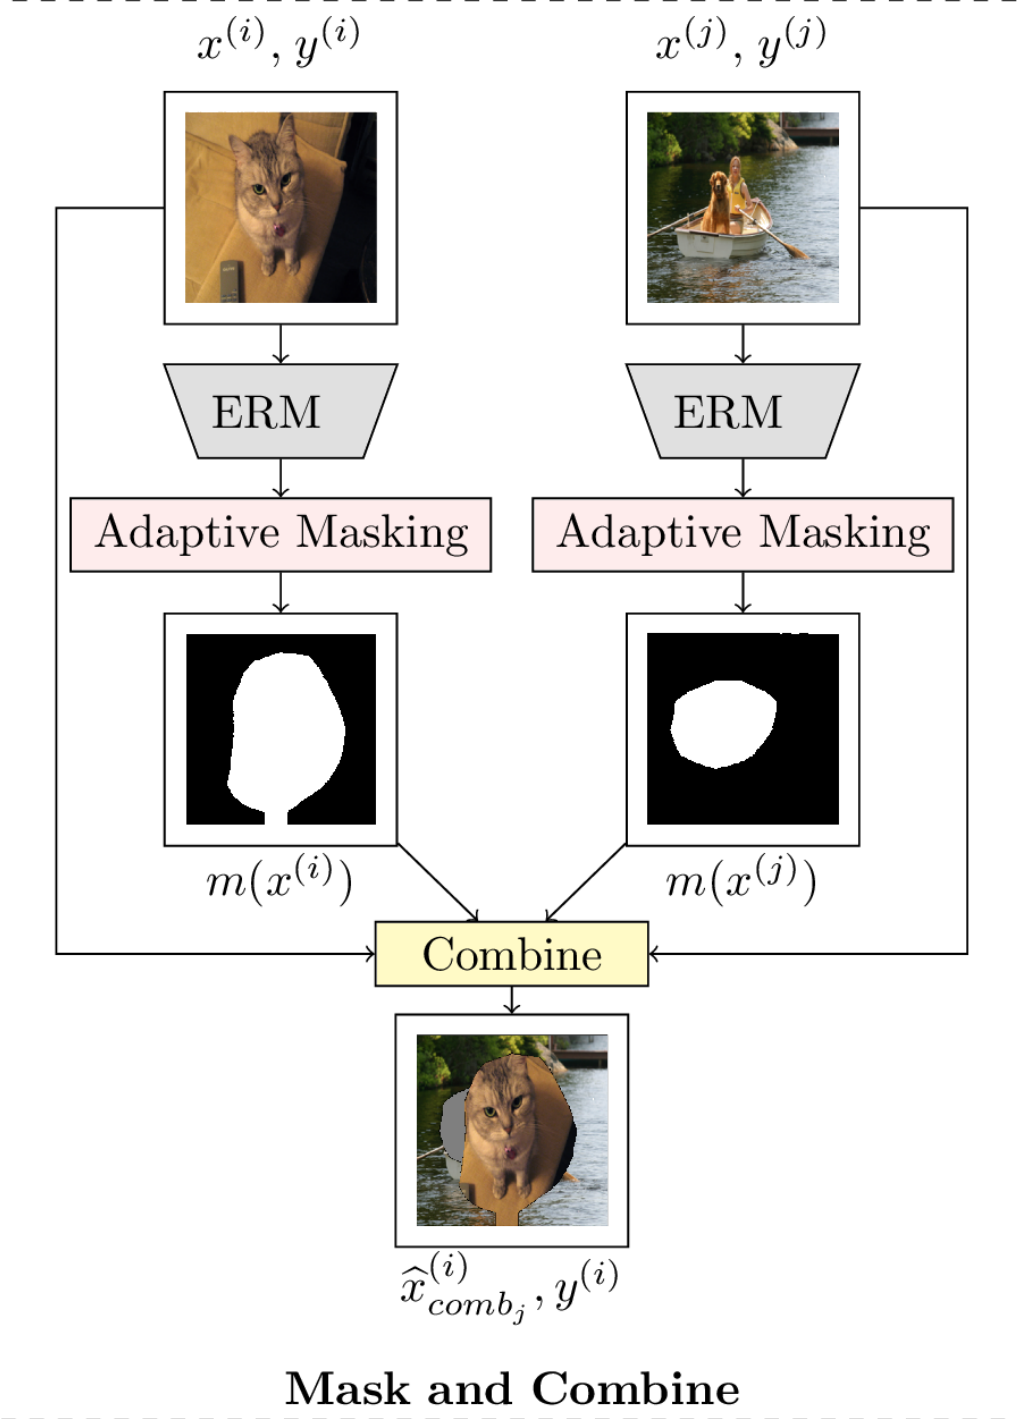 x^{(i)}, y^{(i)}
x^{(j)}, y^{(j)}
ERM
ERM
Adaptive Masking
Adaptive Masking
m(x^{(i)})
m(x^{(j)})
Combine
\widehat{x}^{(i)}_{comb_j}, y^{(i)}
Mask and Combine